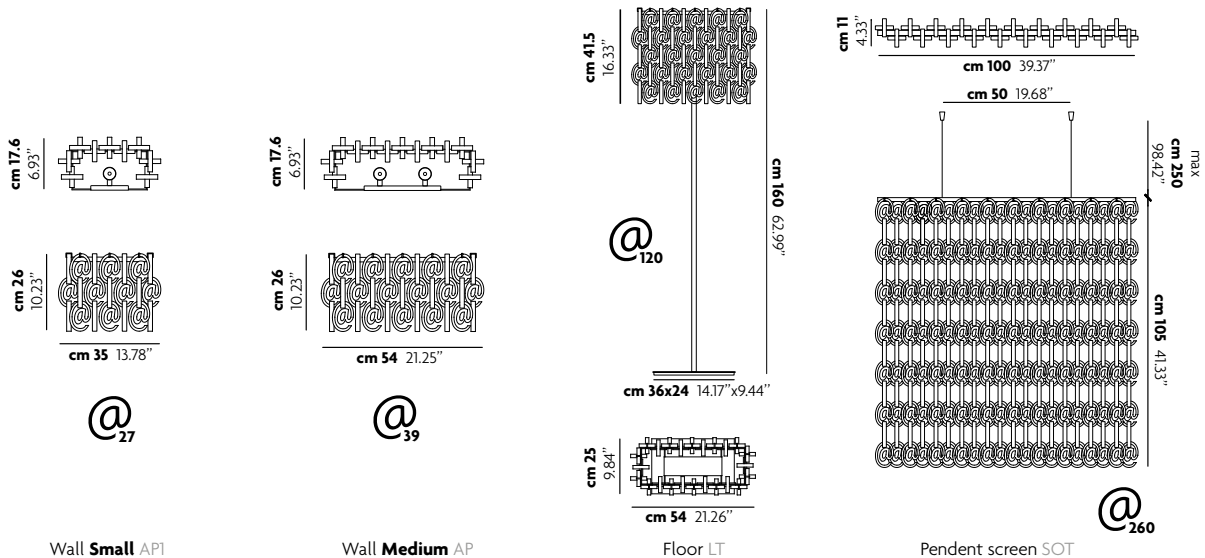 cm 17.6
6.93”
cm 26
10.23”
cm 35 13.78”
@27
Wall Small AP1
cm 17.6
6.93”
cm 26
10.23”
cm 54 21.25”
@39
Wall Medium AP
cm 41.5
16.33”
cm 160 62.99”
@120
cm 36x24 14.17”x9.44”
cm 25
9.84”
cm 54 21.26”
Floor LT
cm 11
4.33”
cm 100 39.37”
cm 50 19.68”
max
cm 250
98.42”
cm 105 41.33”
@260
Pendent screen SOT